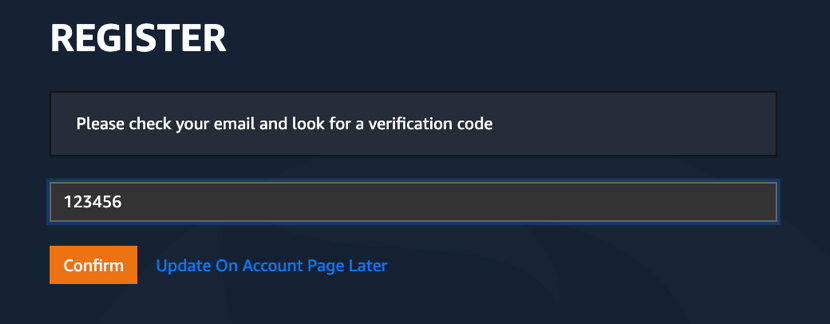 REGISTER
Please check your email and look for a verification code
123456
Confirm Update On Account Page Later